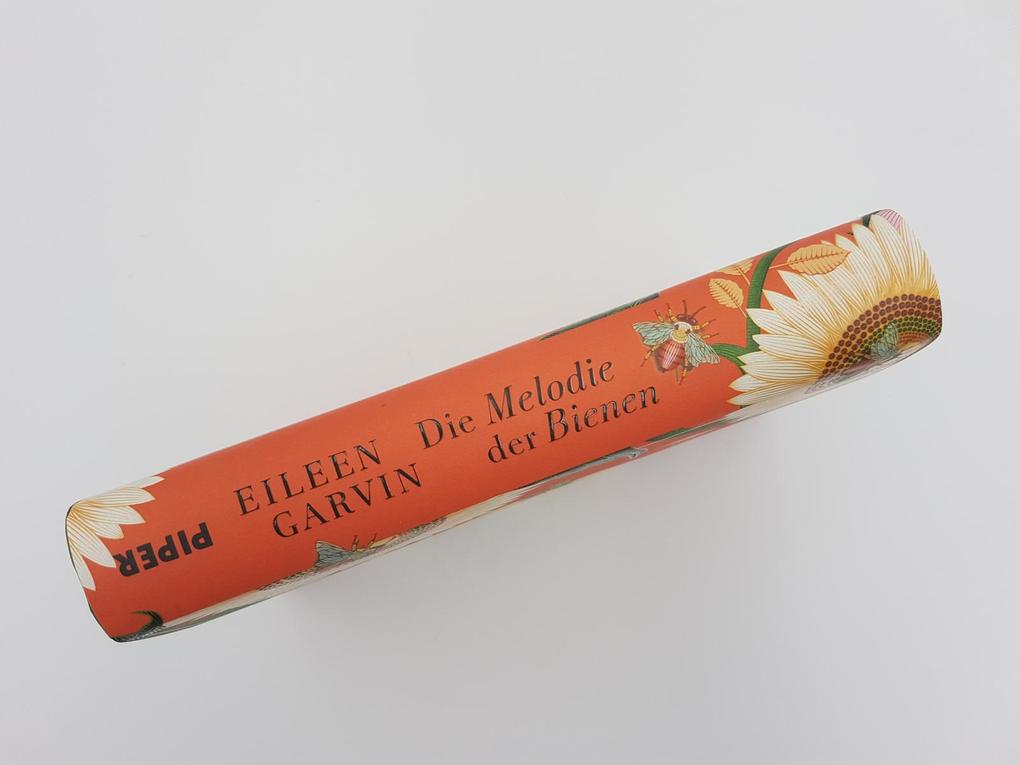 EILEEN
GARVIN
Die Melodie
der Bienen
PIPER